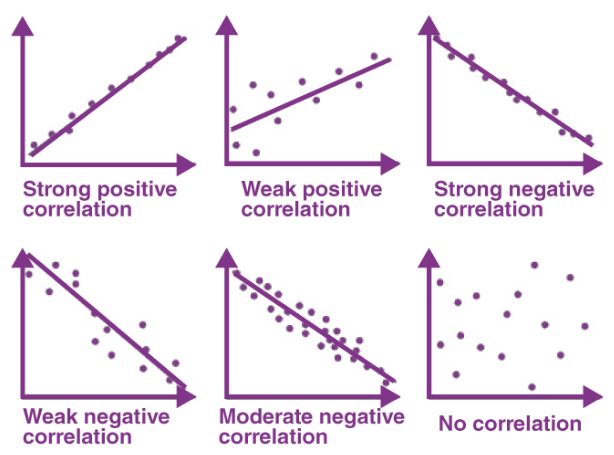 Strong positive
correlation
Weak positive
correlation
Strong negative
correlation
Weak negative
correlation
Moderate negative
correlation
No correlation